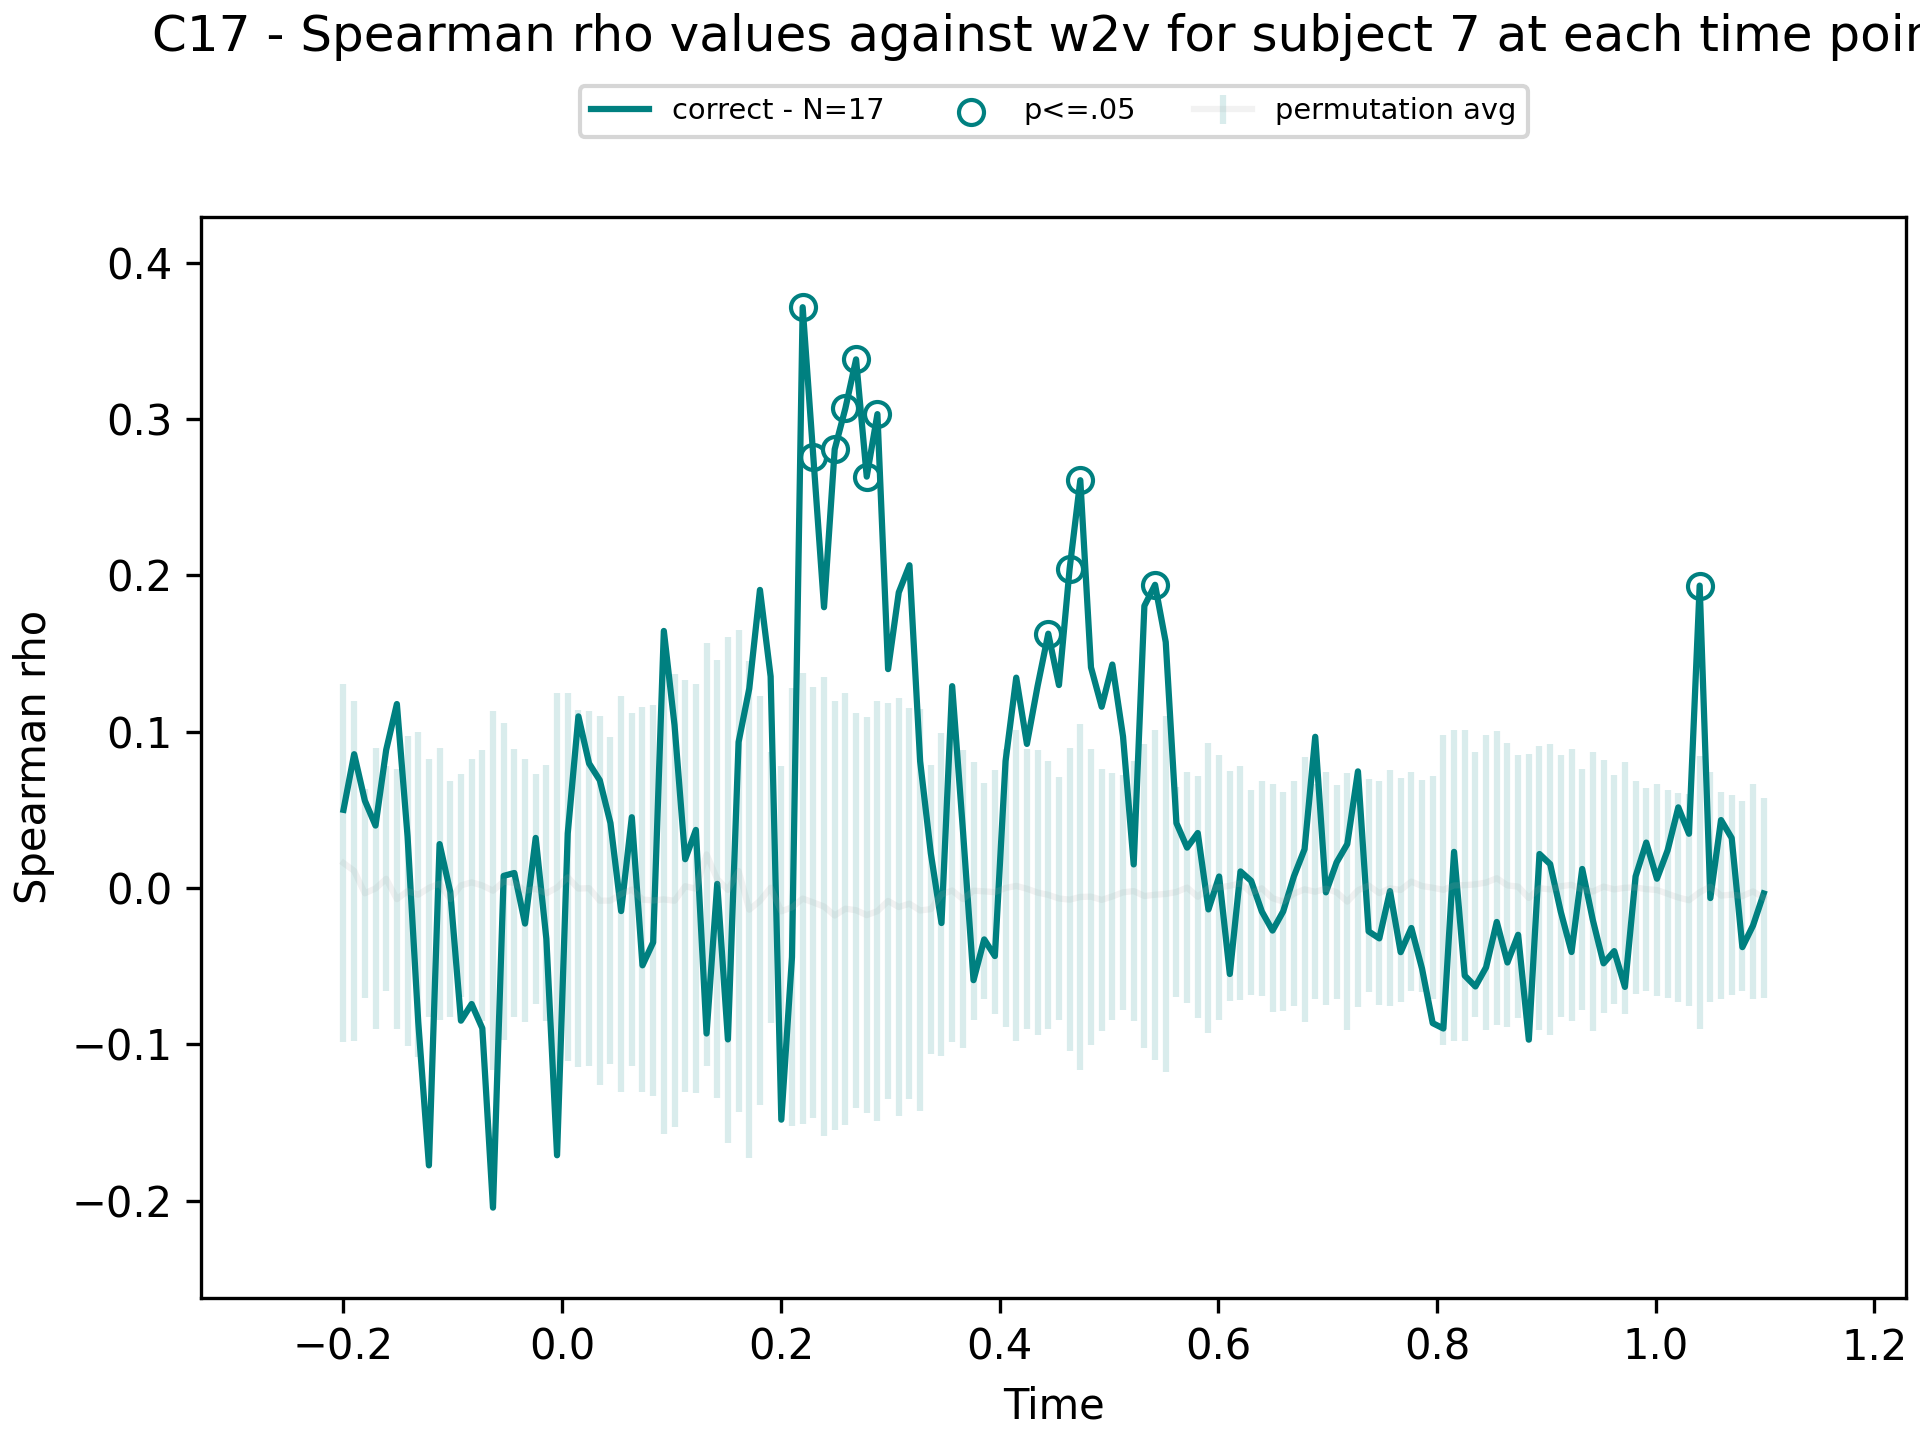 C17 - Spearman rho values against w2v for subject 7 at each time poin
correct - N=17 p<=.05 permutation avg
Spearman rho
0.4
0.3
0.2
0.1
0.0
−0.1
−0.2
−0.2 0.0 0.2 0.4 0.6 0.8 1.0 1.2
Time